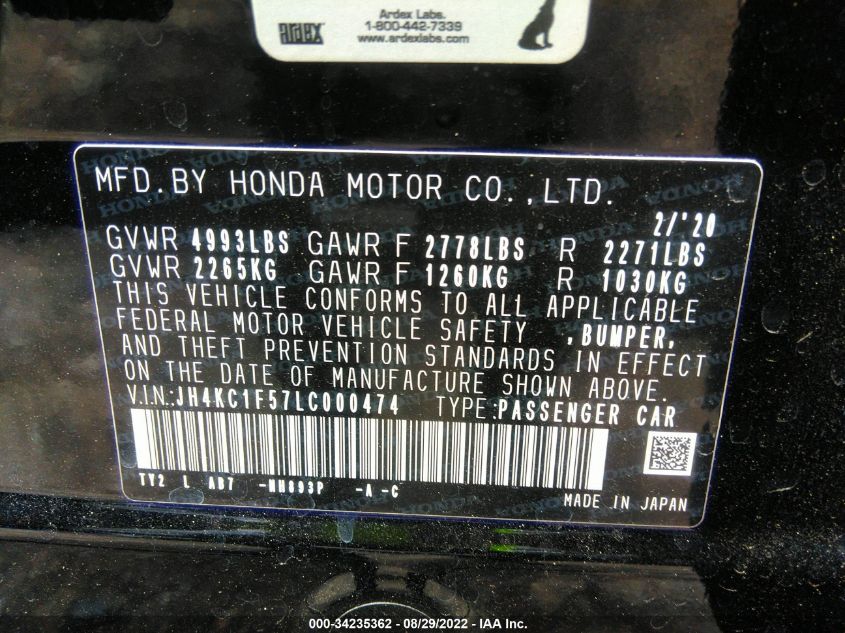 Ardex Labs.
1-800-442-7339
www.ardexlabs.com
ARDEX
MFD.BY HONDA MOTOR CO.,LTD.
2/'20
GVWR 4993LBS GAWR F 2778LBS R 2271LBS
GVWR 2265KG GAWR F 1260KG R 1030KG
THIS VEHICLE CONFORMS TO ALL APPLICABLE
FEDERAL MOTOR VEHICLE SAFETY ,BUMPER,
AND THEFT PREVENTION STANDARDS IN EFFECT
ON THE DATE OF MANUFACTURE SHOWN ABOVE.
V.I.N:JH4KC1F57LC000474 TYPE:PASSENGER CAR
TY2 L AB7 -NH893P -A -C
MADE IN JAPAN
000-34235362 - 08/29/2022 - IAA Inc.